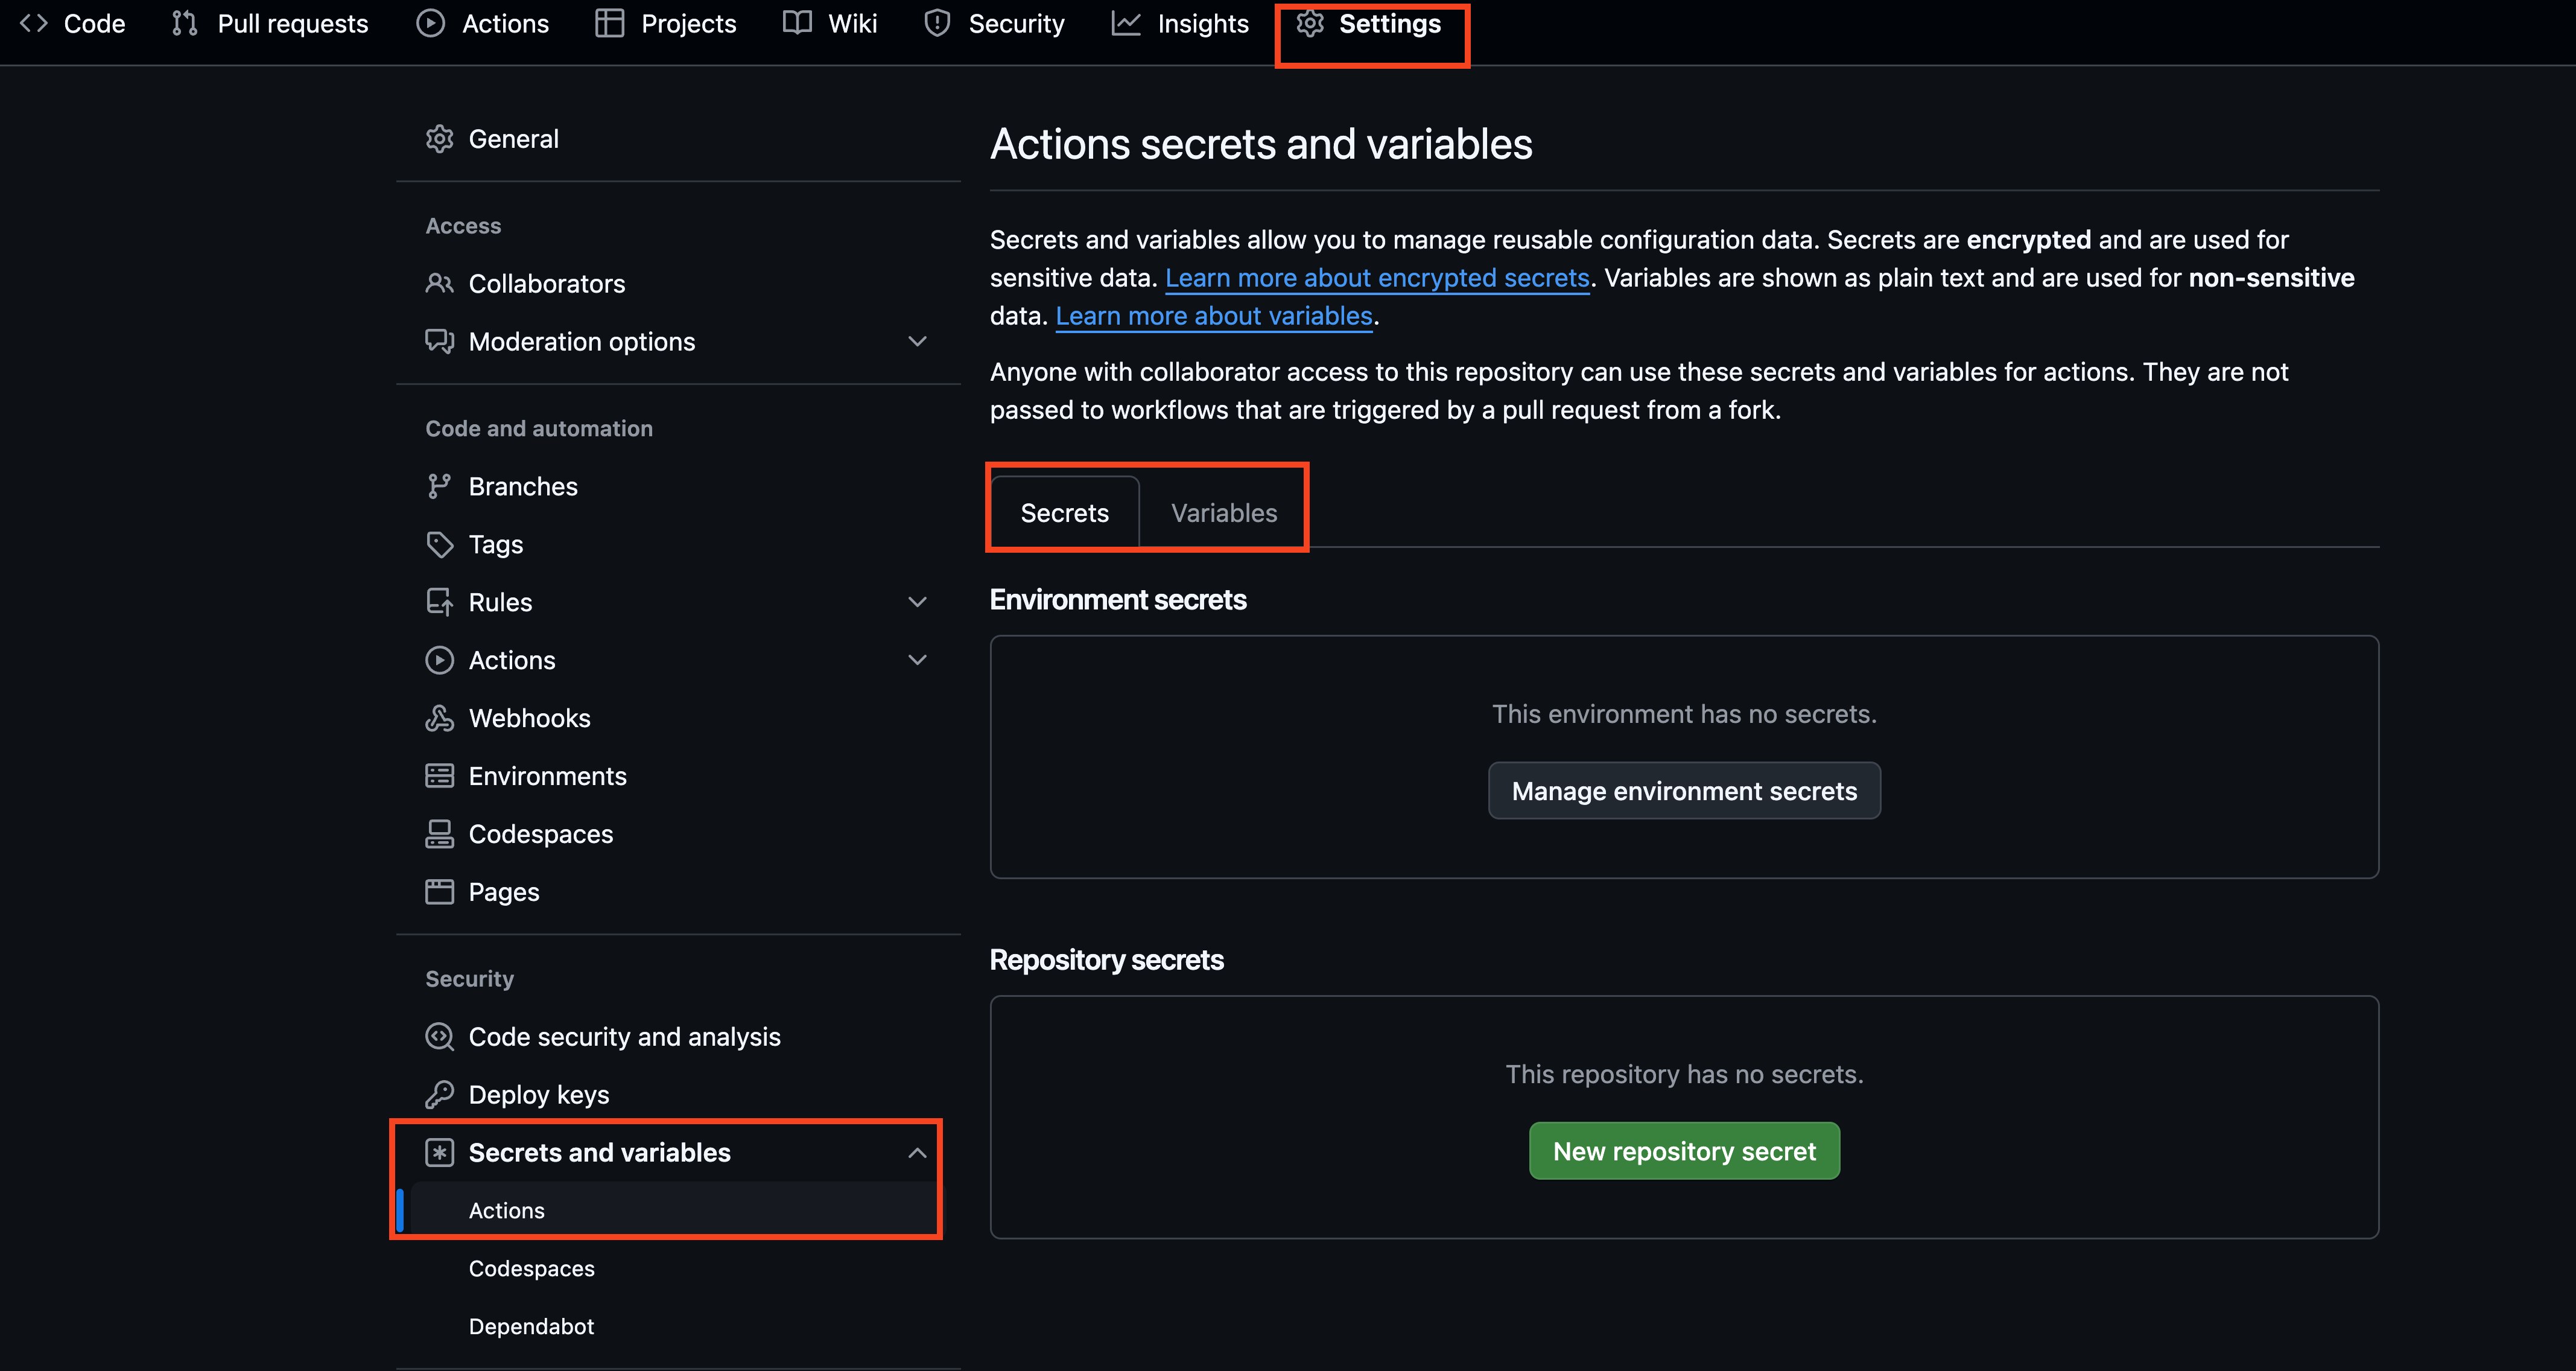 Code Pull requests Actions Projects Wiki Security Insights Settings
General
Access
Collaborators
Moderation options
Code and automation
Branches
Tags
Rules
Actions
Webhooks
Environments
Codespaces
Pages
Security
Code security and analysis
Deploy keys
Secrets and variables
Actions
Codespaces
Dependabot
Actions secrets and variables
Secrets and variables allow you to manage reusable configuration data. Secrets are encrypted and are used for
sensitive data. Learn more about encrypted secrets. Variables are shown as plain text and are used for non-sensitive
data. Learn more about variables.
Anyone with collaborator access to this repository can use these secrets and variables for actions. They are not
passed to workflows that are triggered by a pull request from a fork.
Secrets Variables
Environment secrets
This environment has no secrets.
Manage environment secrets
Repository secrets
This repository has no secrets.
New repository secret